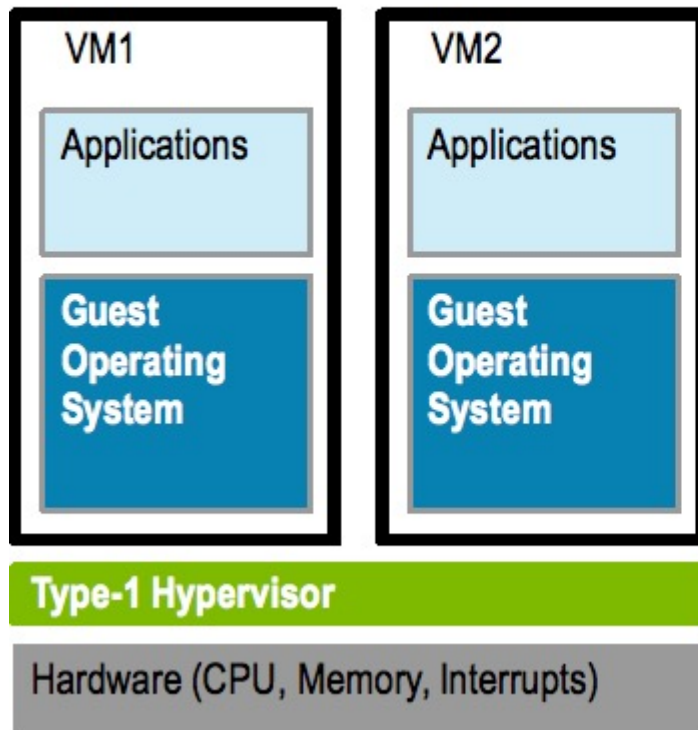 VM1
Applications
Guest
Operating
System
VM2
Applications
Guest
Operating
System
Type-1 Hypervisor
Hardware (CPU, Memory, Interrupts)